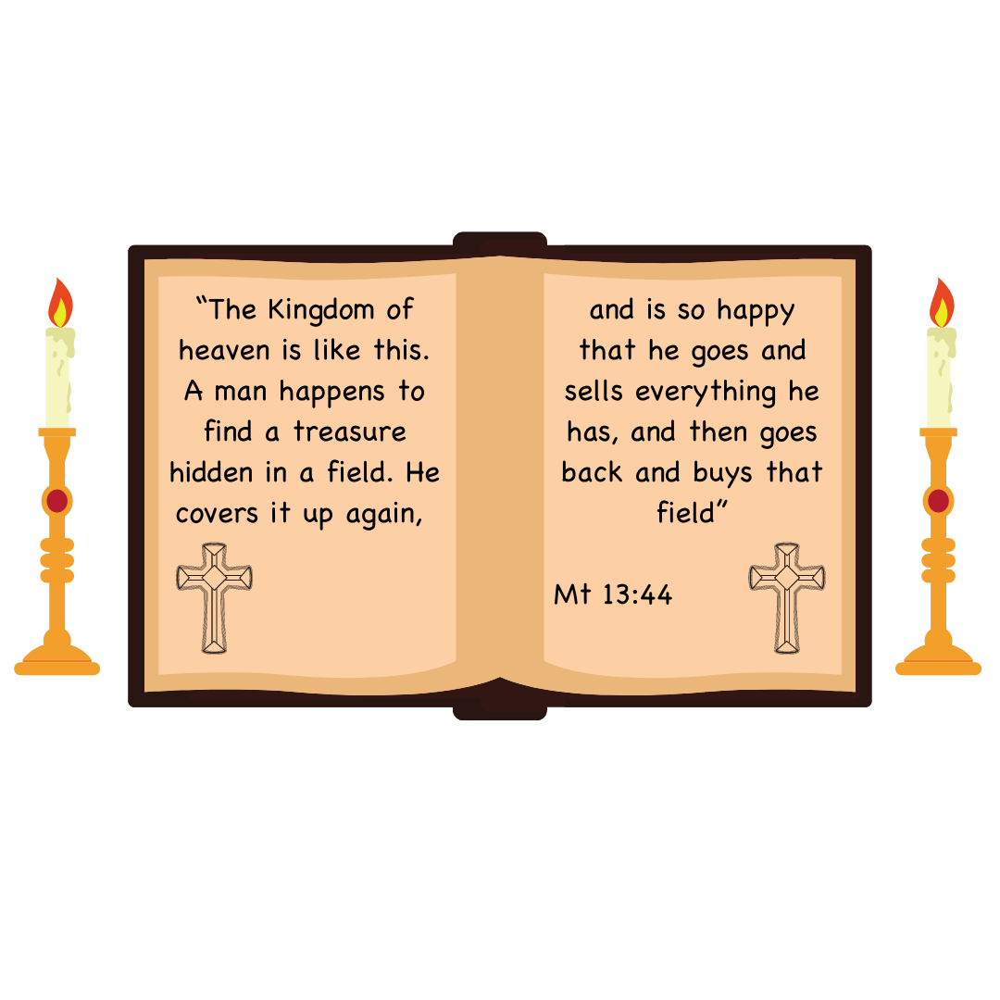 “The Kingdom of
heaven is like this.
A man happens to
find a treasure
hidden in a field. He
covers it up again,
and is so happy
that he goes and
sells everything he
has, and then goes
back and buys that
field”
Mt 13:44